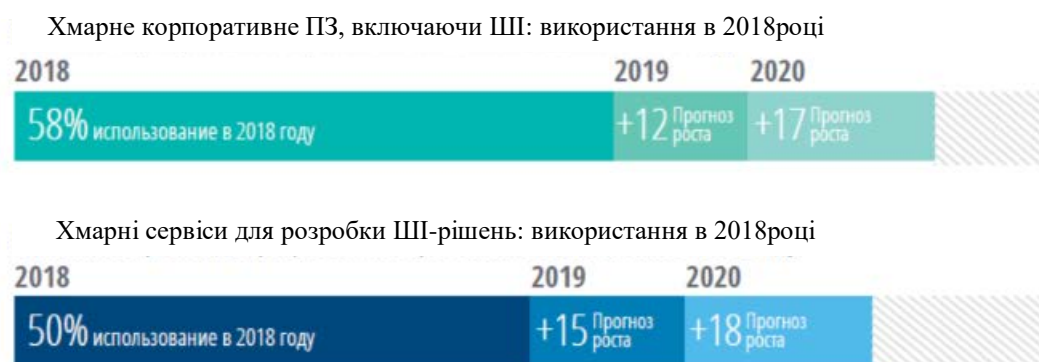 Хмарне корпоративне ПЗ, включаючи ШІ: використання в 2018році
2018 2019 2020
58% использование в 2018 году +12 Прогноз роста +17 Прогноз роста
Хмарні сервіси для розробки ШІ-рішень: використання в 2018році
2018 2019 2020
50% использование в 2018 году +15 Прогноз роста +18 Прогноз роста